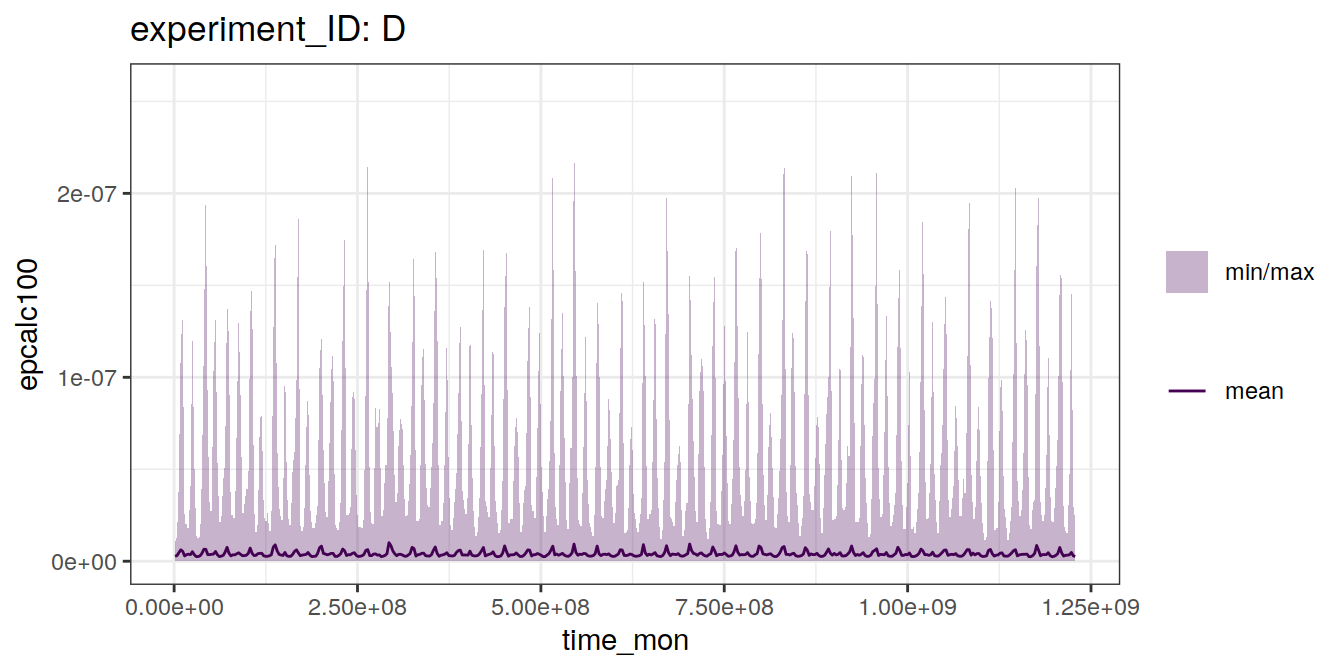 experiment_ID: D
epcalc100
2e-07
1e-07
0e+00
0.00e+00 2.50e+08 5.00e+08 7.50e+08 1.00e+09 1.25e+09
time_mon
min/max
mean